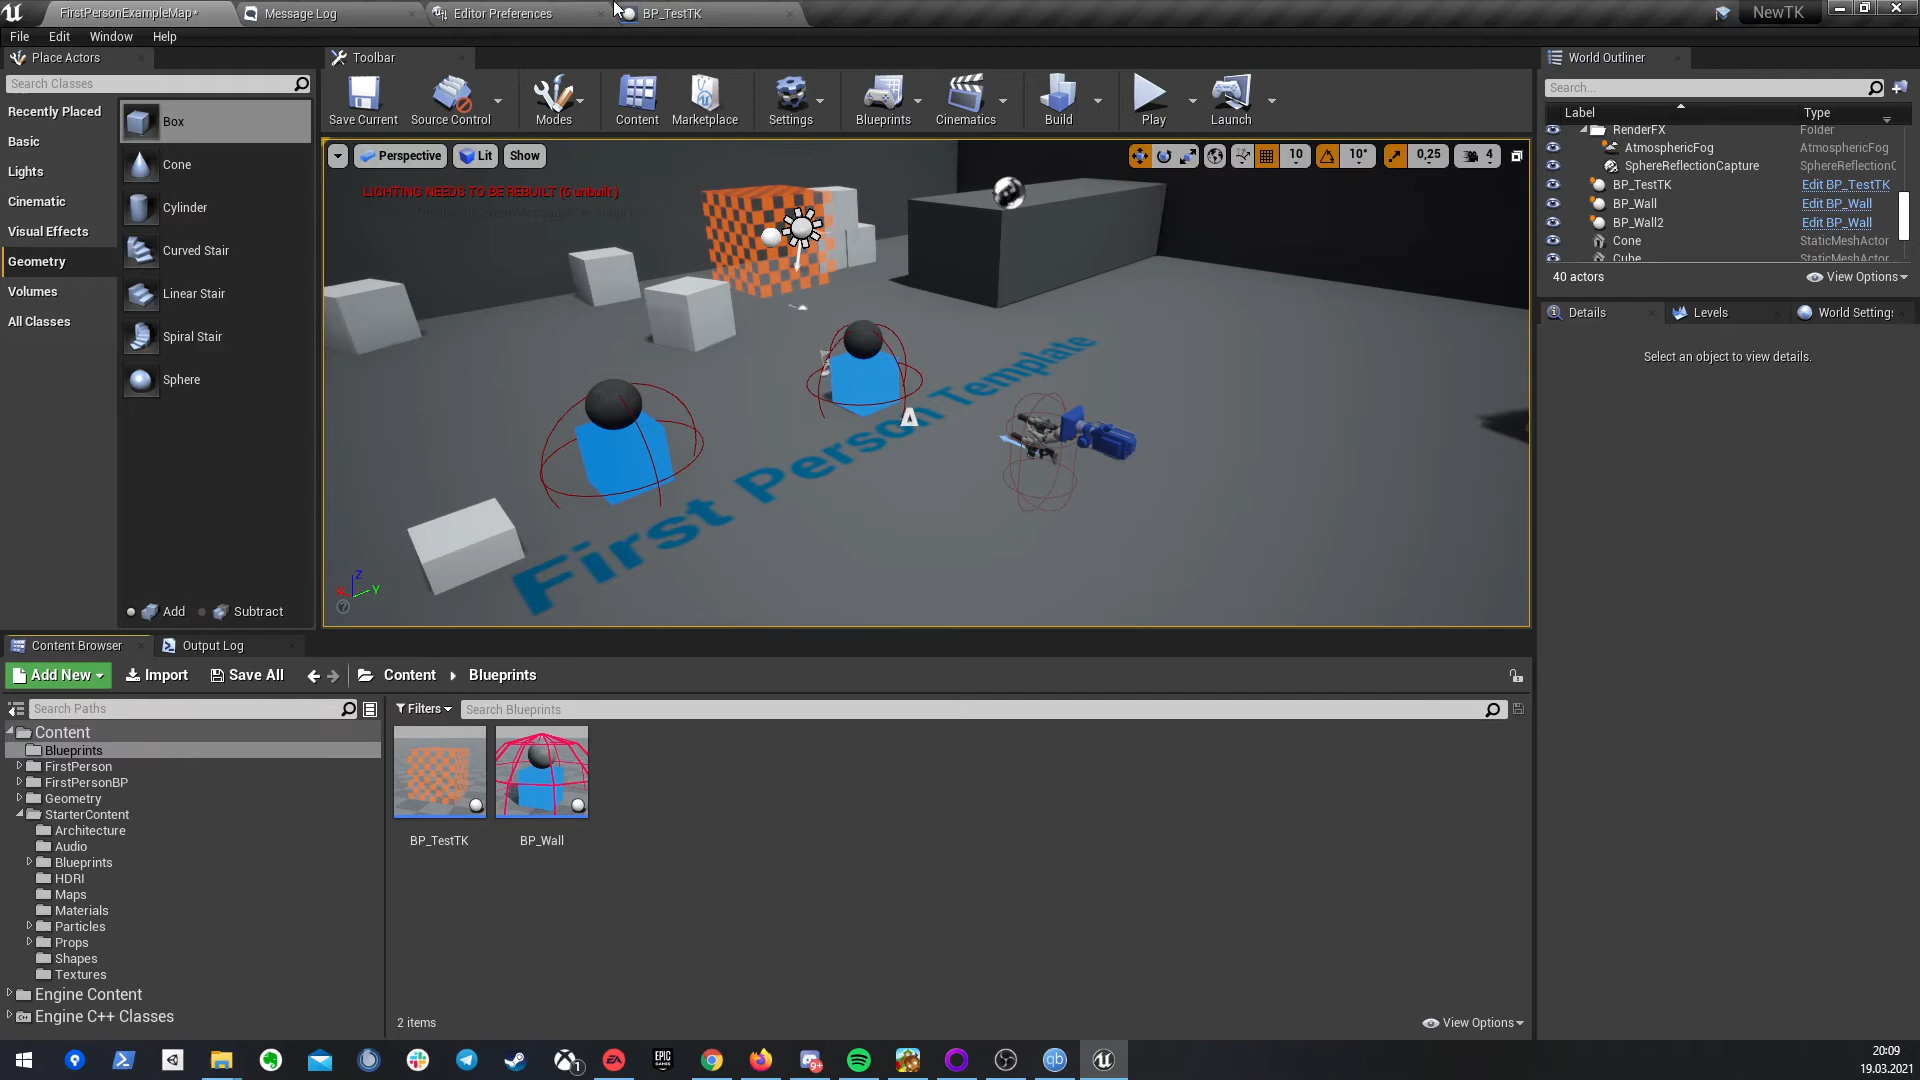 FirstPersonExampleMap*
Message Log
Editor Preferences
BP_TestTK
NewTK
File
Edit
Window
Help
Place Actors
Toolbar
World Outliner
Search Classes
Search...
Recently Placed
Basic
Lights
Cinematic
Visual Effects
Geometry
Volumes
All Classes
Box
Cone
Cylinder
Curved Stair
Linear Stair
Spiral Stair
Sphere
Add
Subtract
Save Current
Source Control
Modes
Content
Marketplace
Settings
Blueprints
Cinematics
Build
Play
Launch
Perspective
Lit
Show
10
10°
0,25
4
LIGHTING NEEDS TO BE REBUILT (6 unbuilt )
First Person Template
Z
X
Y
Label
Type
RenderFX
Folder
AtmosphericFog
AtmosphericFog
SphereReflectionCapture
SphereReflectionC
BP_TestTK
Edit BP_TestTK
BP_Wall
Edit BP_Wall
BP_Wall2
Edit BP_Wall
Cone
StaticMeshActor
Cube
StaticMeshActor
40 actors
View Options
Details
Levels
World Settings
Select an object to view details.
Content Browser
Output Log
Add New
Import
Save All
Content
Blueprints
Search Paths
Filters
Search Blueprints
Content
Blueprints
FirstPerson
FirstPersonBP
Geometry
StarterContent
Architecture
Audio
Blueprints
HDRI
Maps
Materials
Particles
Props
Shapes
Textures
Engine Content
Engine C++ Classes
BP_TestTK
BP_Wall
2 items
View Options
1
EA
EPIC
GAMES
9+
qb
20:09
19.03.2021